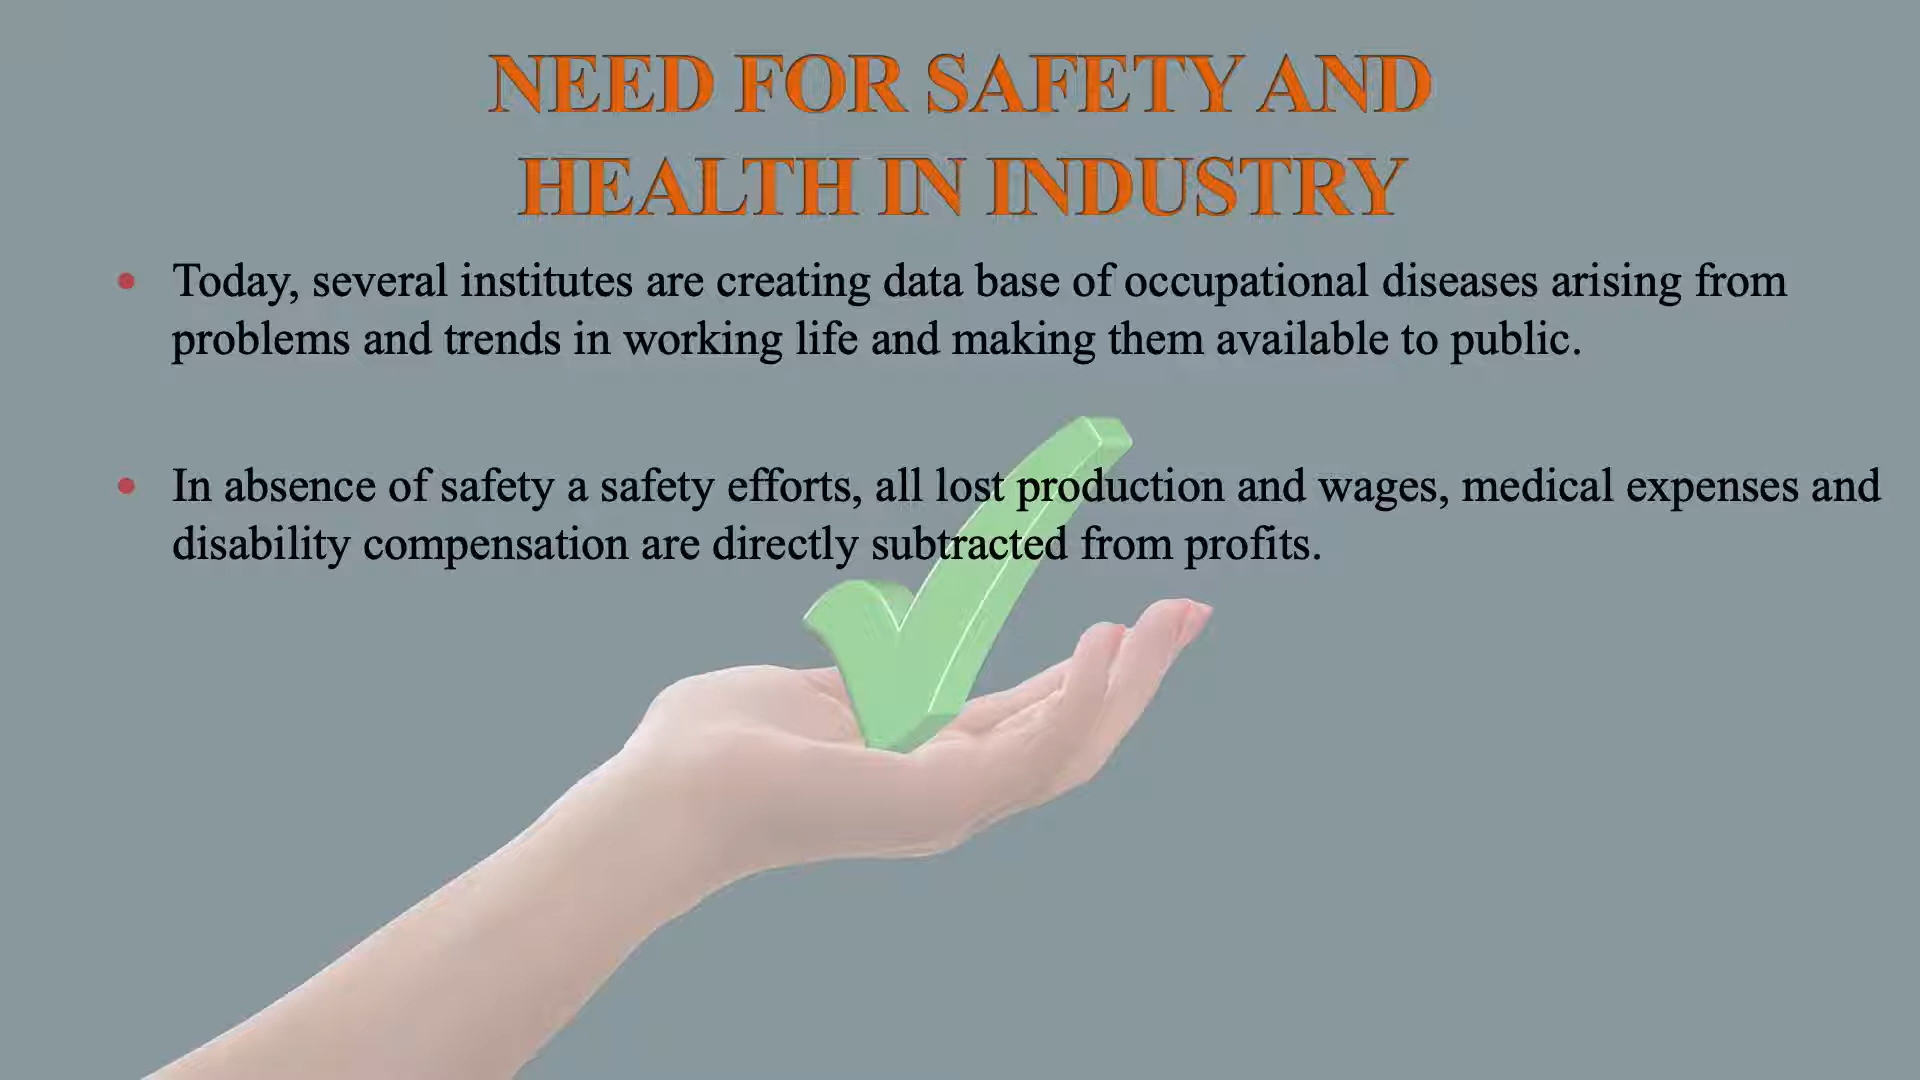 NEED FOR SAFETY AND
HEALTH IN INDUSTRY
• Today, several institutes are creating data base of occupational diseases arising from
problems and trends in working life and making them available to public.
• In absence of safety a safety efforts, all lost production and wages, medical expenses and
disability compensation are directly subtracted from profits.